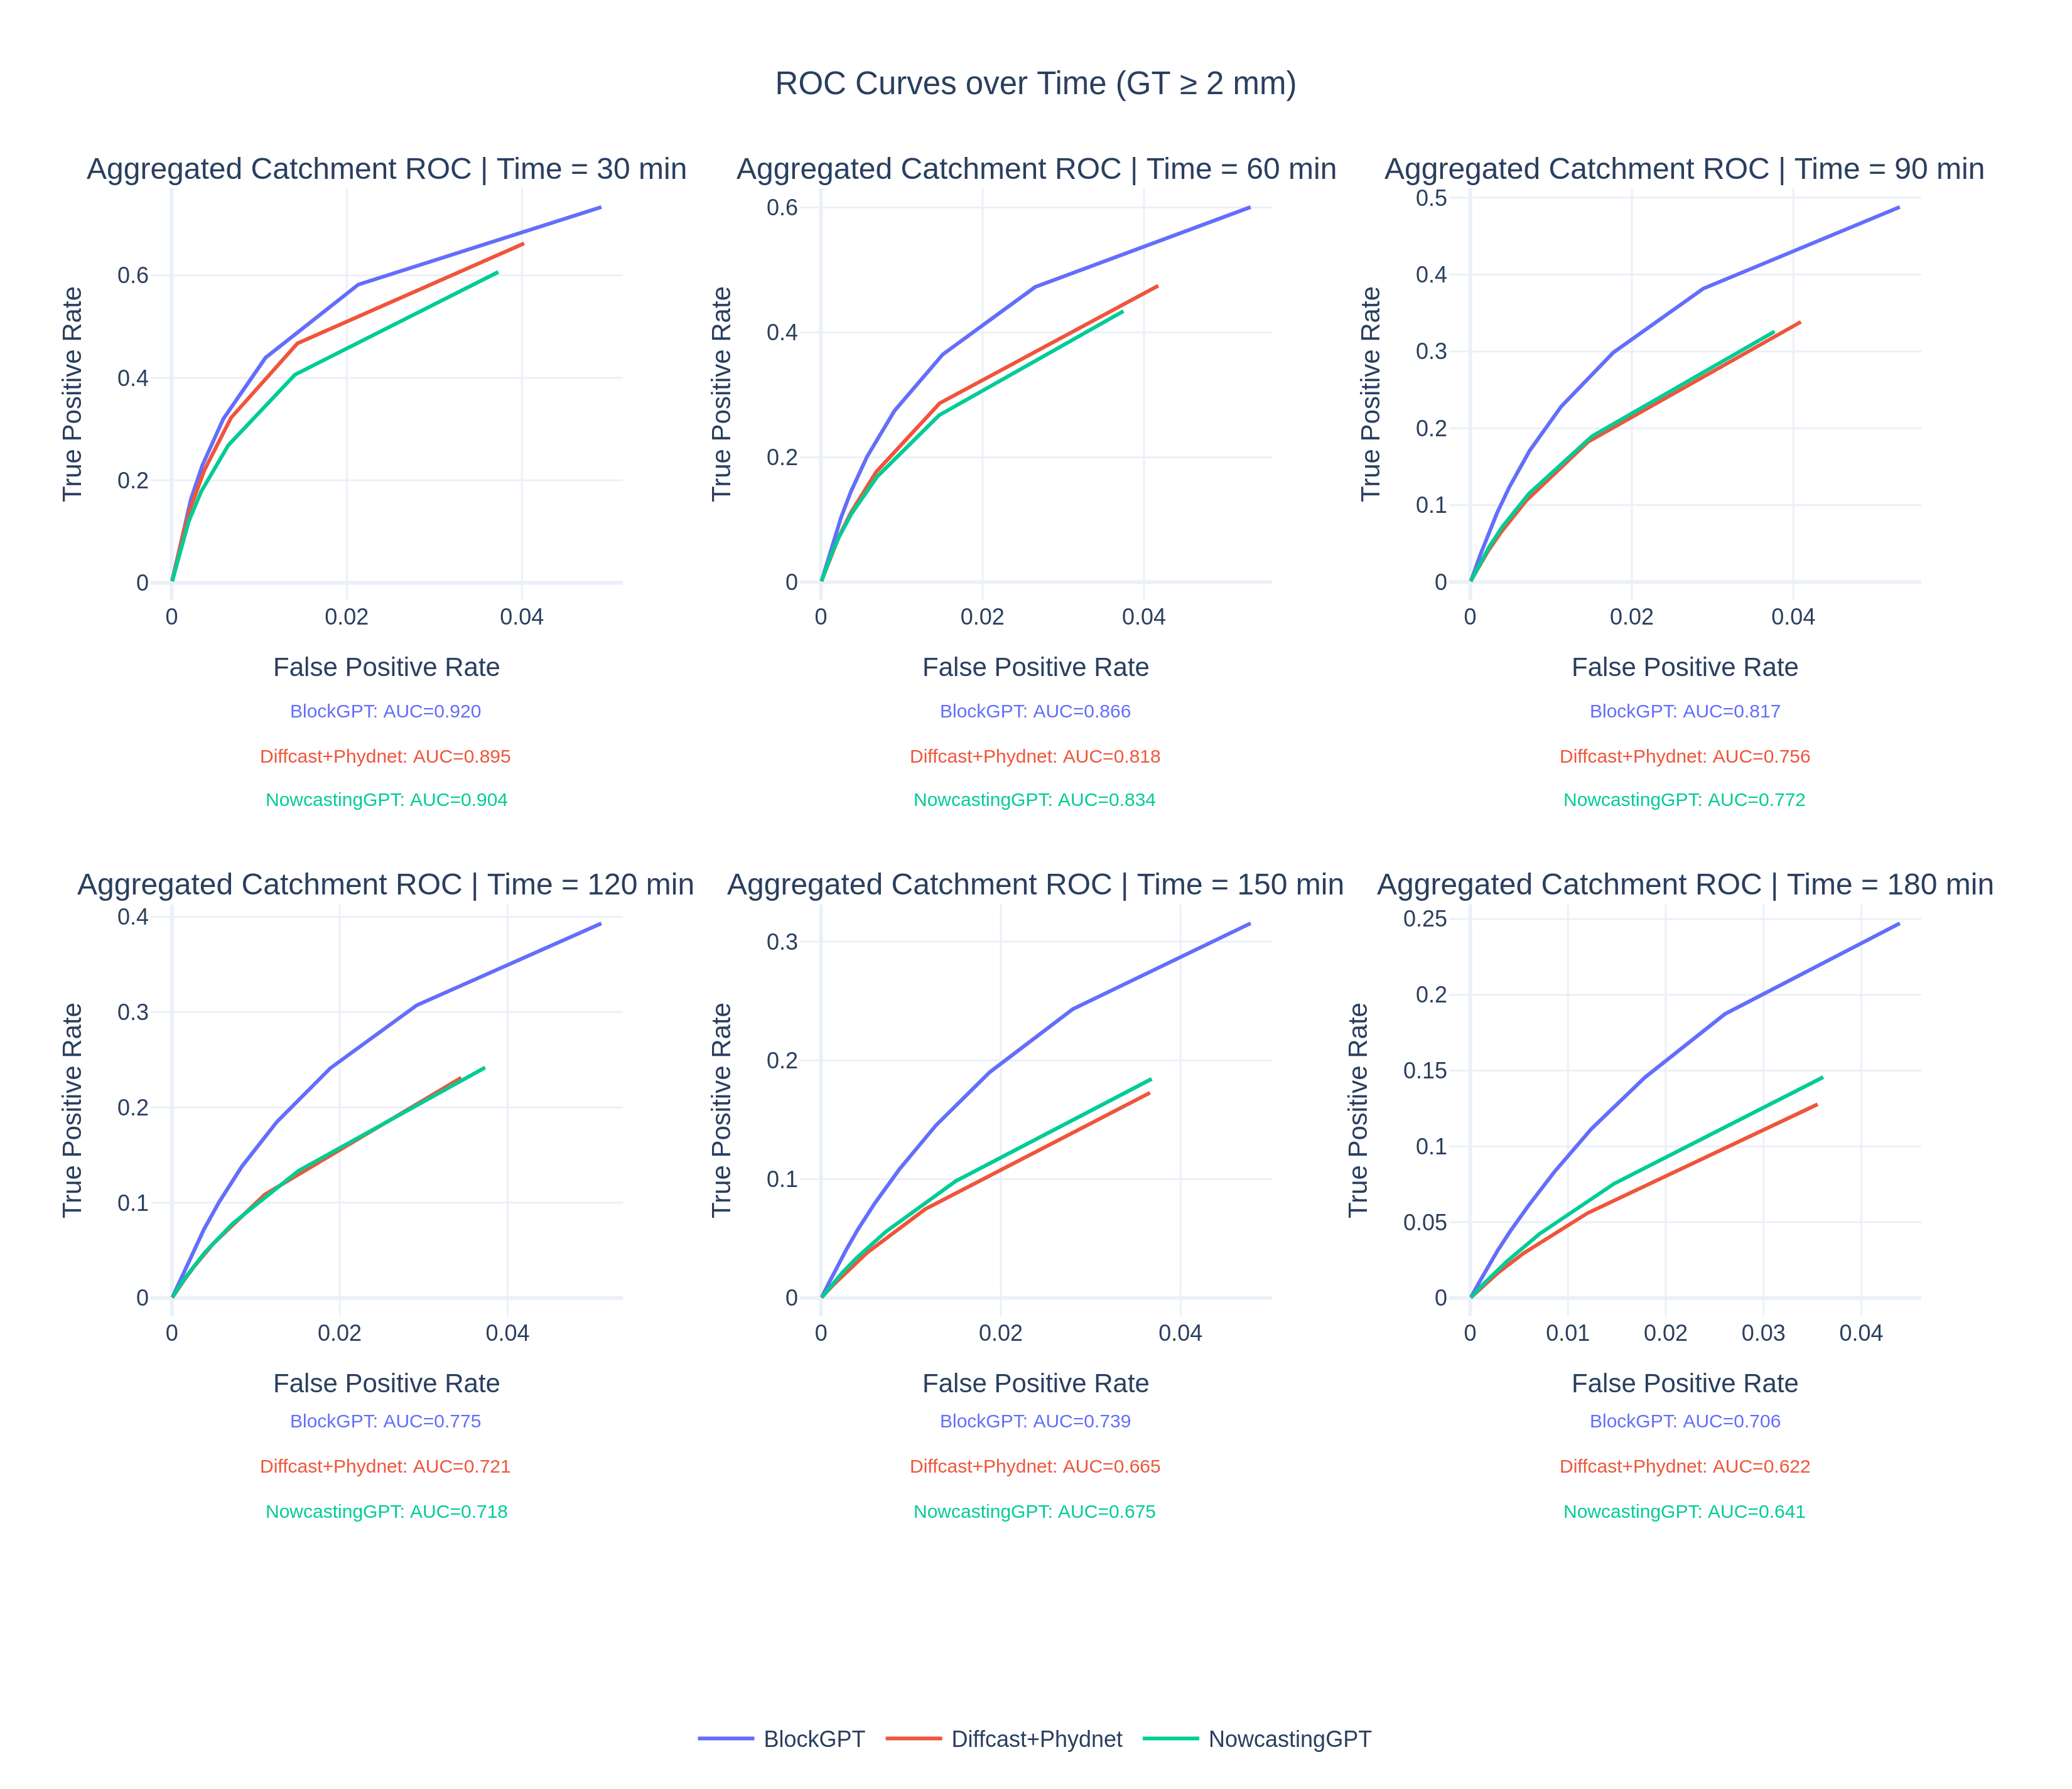 ROC Curves over Time (GT ≥ 2 mm)
Aggregated Catchment ROC | Time = 30 min
True Positive Rate
0.6
0.4
0.2
0
0
0.02
0.04
False Positive Rate
BlockGPT: AUC=0.920
Diffcast+Phydnet: AUC=0.895
NowcastingGPT: AUC=0.904
Aggregated Catchment ROC | Time = 60 min
True Positive Rate
0.6
0.4
0.2
0
0
0.02
0.04
False Positive Rate
BlockGPT: AUC=0.866
Diffcast+Phydnet: AUC=0.818
NowcastingGPT: AUC=0.834
Aggregated Catchment ROC | Time = 90 min
True Positive Rate
0.5
0.4
0.3
0.2
0.1
0
0
0.02
0.04
False Positive Rate
BlockGPT: AUC=0.817
Diffcast+Phydnet: AUC=0.756
NowcastingGPT: AUC=0.772
Aggregated Catchment ROC | Time = 120 min
True Positive Rate
0.4
0.3
0.2
0.1
0
0
0.02
0.04
False Positive Rate
BlockGPT: AUC=0.775
Diffcast+Phydnet: AUC=0.721
NowcastingGPT: AUC=0.718
Aggregated Catchment ROC | Time = 150 min
True Positive Rate
0.3
0.2
0.1
0
0
0.02
0.04
False Positive Rate
BlockGPT: AUC=0.739
Diffcast+Phydnet: AUC=0.665
NowcastingGPT: AUC=0.675
Aggregated Catchment ROC | Time = 180 min
True Positive Rate
0.25
0.2
0.15
0.1
0.05
0
0
0.01
0.02
0.03
0.04
False Positive Rate
BlockGPT: AUC=0.706
Diffcast+Phydnet: AUC=0.622
NowcastingGPT: AUC=0.641
BlockGPT
Diffcast+Phydnet
NowcastingGPT